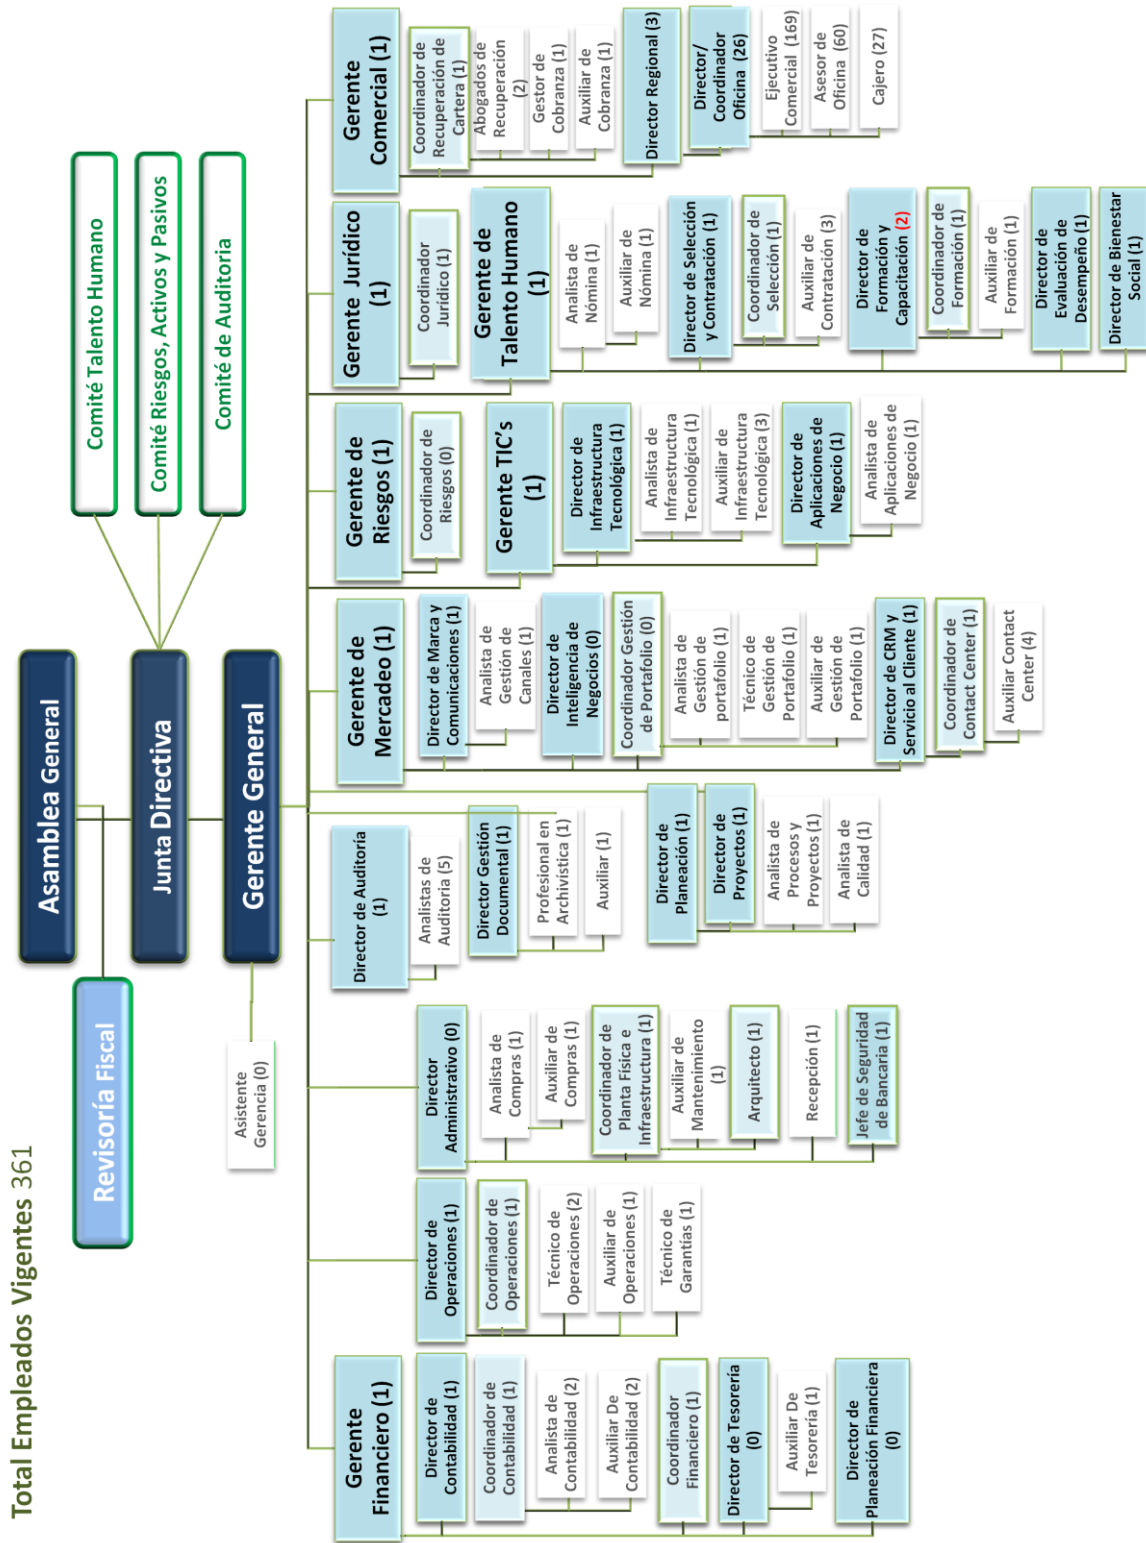 Total Empleados Vigentes 361
Asamblea General
Revisoría Fiscal
Junta Directiva
Comité Talento Humano
Comité Riesgos, Activos y Pasivos
Comité de Auditoria
Gerente General
Asistente
Gerencia (0)
Gerente
Financiero (1)
Director de
Contabilidad (1)
Coordinador de
Contabilidad (1)
Analista de
Contabilidad (2)
Auxiliar De
Contabilidad (2)
Coordinador
Financiero (1)
Director de Tesorería
(0)
Auxiliar De
Tesorería (1)
Director de
Planeación Financiera
(0)
Director de
Operaciones (1)
Coordinador de
Operaciones (1)
Técnico de
Operaciones (2)
Auxiliar de
Operaciones (1)
Técnico de
Garantías (1)
Director
Administrativo (0)
Analista de
Compras (1)
Auxiliar de
Compras (1)
Coordinador de
Planta Física e
Infraestructura (1)
Auxiliar de
Mantenimiento
(1)
Arquitecto (1)
Recepción (1)
Jefe de Seguridad
de Bancaria (1)
Director de Auditoría
(1)
Analistas de
Auditoria (5)
Director Gestión
Documental (1)
Profesional en
Archivística (1)
Auxiliar (1)
Director de
Planeación (1)
Director de
Proyectos (1)
Analista de
Procesos y
Proyectos (1)
Analista de
Calidad (1)
Gerente de
Mercadeo (1)
Director de Marca y
Comunicaciones (1)
Analista de
Gestión de
Canales (1)
Director de
Inteligencia de
Negocios (0)
Coordinador Gestión
de Portafolio (0)
Analista de
Gestión de
portafolio (1)
Técnico de
Gestión de
Portafolio (1)
Auxiliar de
Gestión de
Portafolio (1)
Director de CRM y
Servicio al Cliente (1)
Coordinador de
Contact Center (1)
Auxiliar Contact
Center (4)
Gerente de
Riesgos (1)
Coordinador de
Riesgos (0)
Gerente TIC's
(1)
Director de
Infraestructura
Tecnológica (1)
Analista de
Infraestructura
Tecnológica (1)
Auxiliar de
Infraestructura
Tecnológica (3)
Director de
Aplicaciones de
Negocio (1)
Analista de
Aplicaciones de
Negocio (1)
Gerente Jurídico
(1)
Coordinador
Jurídico (1)
Gerente de
Talento Humano
(1)
Analista de
Nómina (1)
Auxiliar de
Nómina (1)
Director de Selección
y Contratación (1)
Coordinador de
Selección (1)
Auxiliar de
Contratación (3)
Director de
Formación y
Capacitación (2)
Coordinador de
Formación (1)
Auxiliar de
Formación (1)
Director de
Evaluación de
Desempeño (1)
Director de Bienestar
Social (1)
Gerente
Comercial (1)
Coordinador de
Recuperación de
Cartera (1)
Abogados de
Recuperación
(2)
Gestor de
Cobranza (1)
Auxiliar de
Cobranza (1)
Director Regional (3)
Director/
Coordinador
Oficina (26)
Ejecutivo
Comercial (169)
Asesor de
Oficina (60)
Cajero (27)